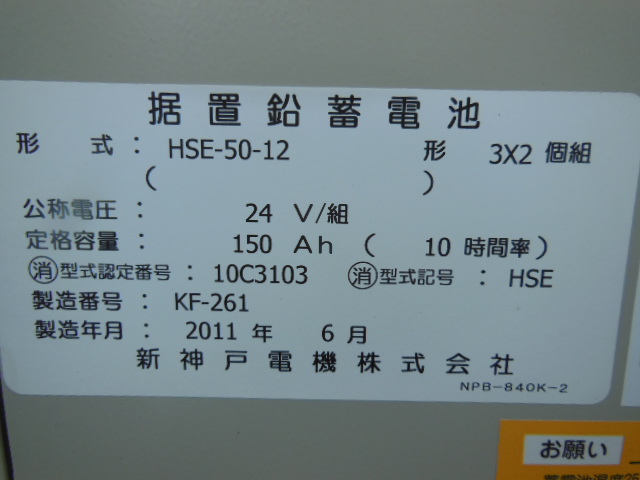 据置鉛蓄電池
形 式 : HSE-50-12 形 3X2 個組
( )
公称電圧 : 24 V/組
定格容量 : 150 Ah ( 10 時間率)
㊋消型式認定番号 : 10C3103 消型式記号 : HSE
製造番号 : KF-261
製造年月 : 2011 年 6 月
新神戸電機株式会社
NPB-840K-2
お願い